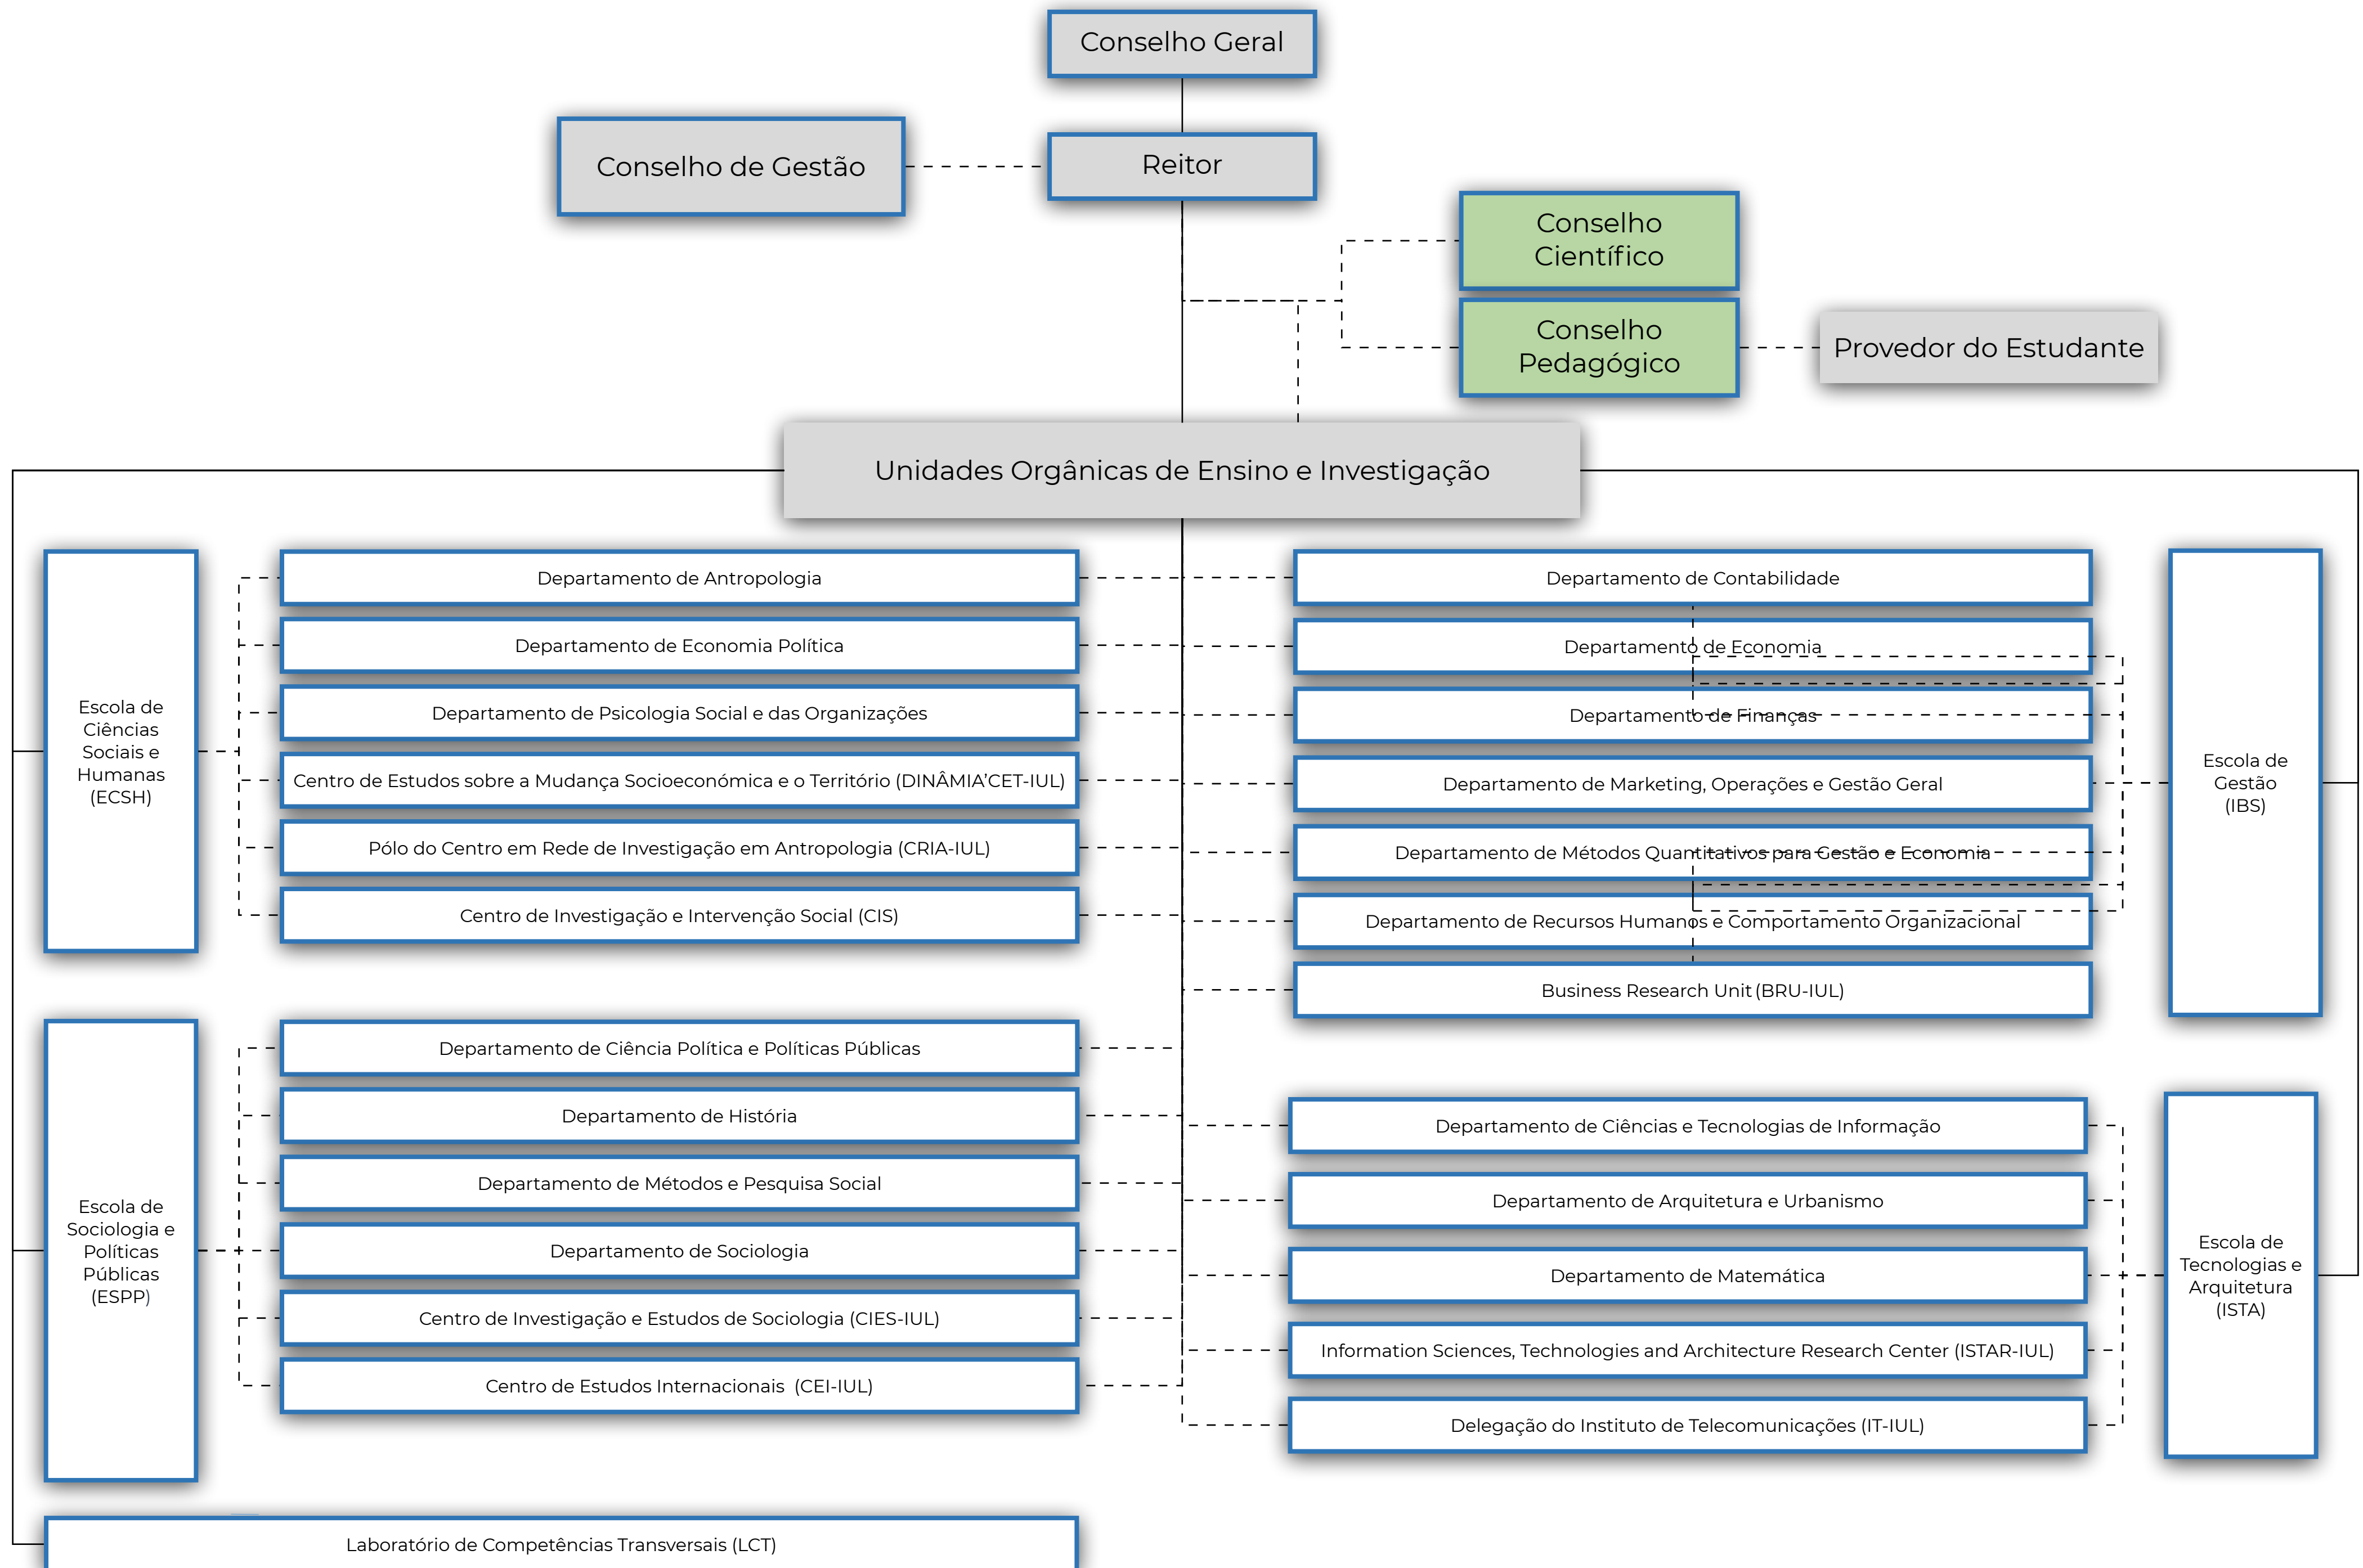 Conselho Geral
Conselho de Gestão
Reitor
Conselho
Científico
Conselho
Pedagógico
Provedor do Estudante
Unidades Orgânicas de Ensino e Investigação
Escola de
Ciências
Sociais e
Humanas
(ECSH)
Departamento de Antropologia
Departamento de Economia Política
Departamento de Psicologia Social e das Organizações
Centro de Estudos sobre a Mudança Socioeconómica e o Território (DINÂMIA’CET-IUL)
Pólo do Centro em Rede de Investigação em Antropologia (CRIA-IUL)
Centro de Investigação e Intervenção Social (CIS)
Departamento de Contabilidade
Departamento de Economia
Departamento de Finanças
Departamento de Marketing, Operações e Gestão Geral
Departamento de Métodos Quantitativos para Gestão e Economia
Departamento de Recursos Humanos e Comportamento Organizacional
Business Research Unit (BRU-IUL)
Escola de
Gestão
(IBS)
Escola de
Sociologia e
Políticas
Públicas
(ESPP)
Departamento de Ciência Política e Políticas Públicas
Departamento de História
Departamento de Métodos e Pesquisa Social
Departamento de Sociologia
Centro de Investigação e Estudos de Sociologia (CIES-IUL)
Centro de Estudos Internacionais (CEI-IUL)
Departamento de Ciências e Tecnologias de Informação
Departamento de Arquitetura e Urbanismo
Departamento de Matemática
Information Sciences, Technologies and Architecture Research Center (ISTAR-IUL)
Delegação do Instituto de Telecomunicações (IT-IUL)
Escola de
Tecnologias e
Arquitetura
(ISTA)
Laboratório de Competências Transversais (LCT)